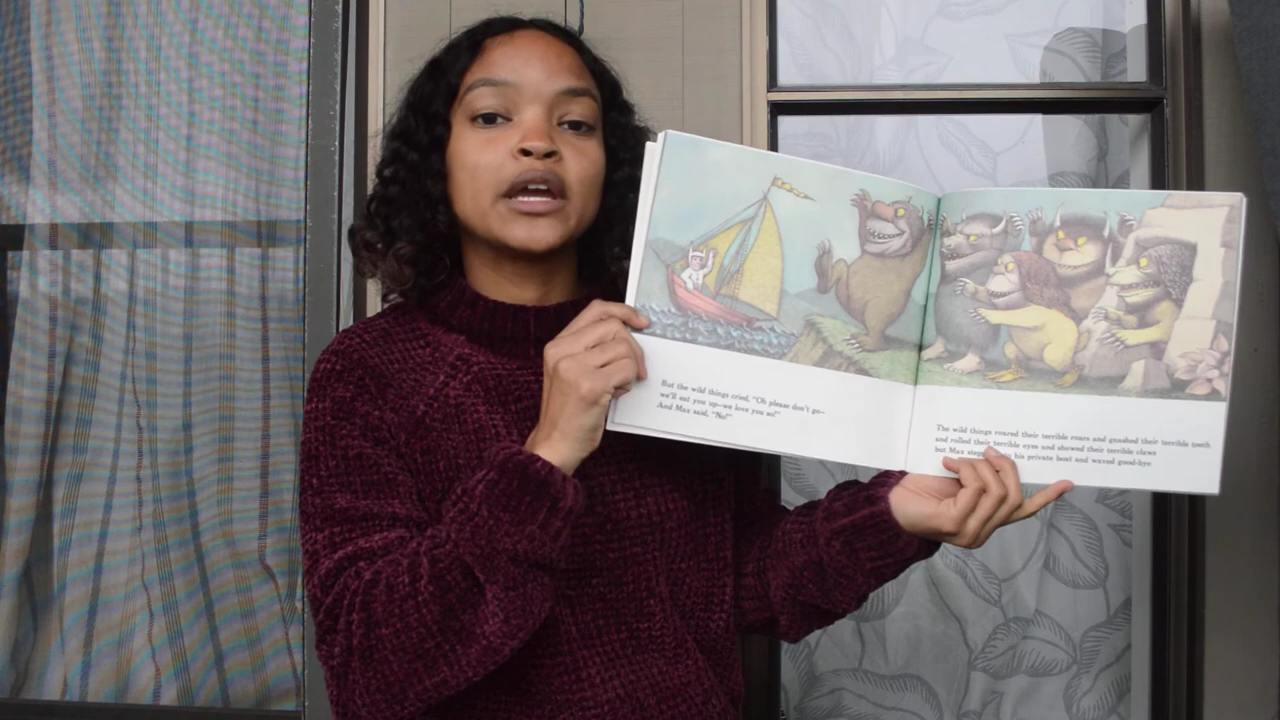 But the wild things cried, "Oh please don't go—
we'll eat you up—we love you so!"
And Max said, "No!"
The wild things roared their terrible roars and gnashed their terrible teeth
and rolled their terrible eyes and showed their terrible claws
but Max his private boat and waved good-bye